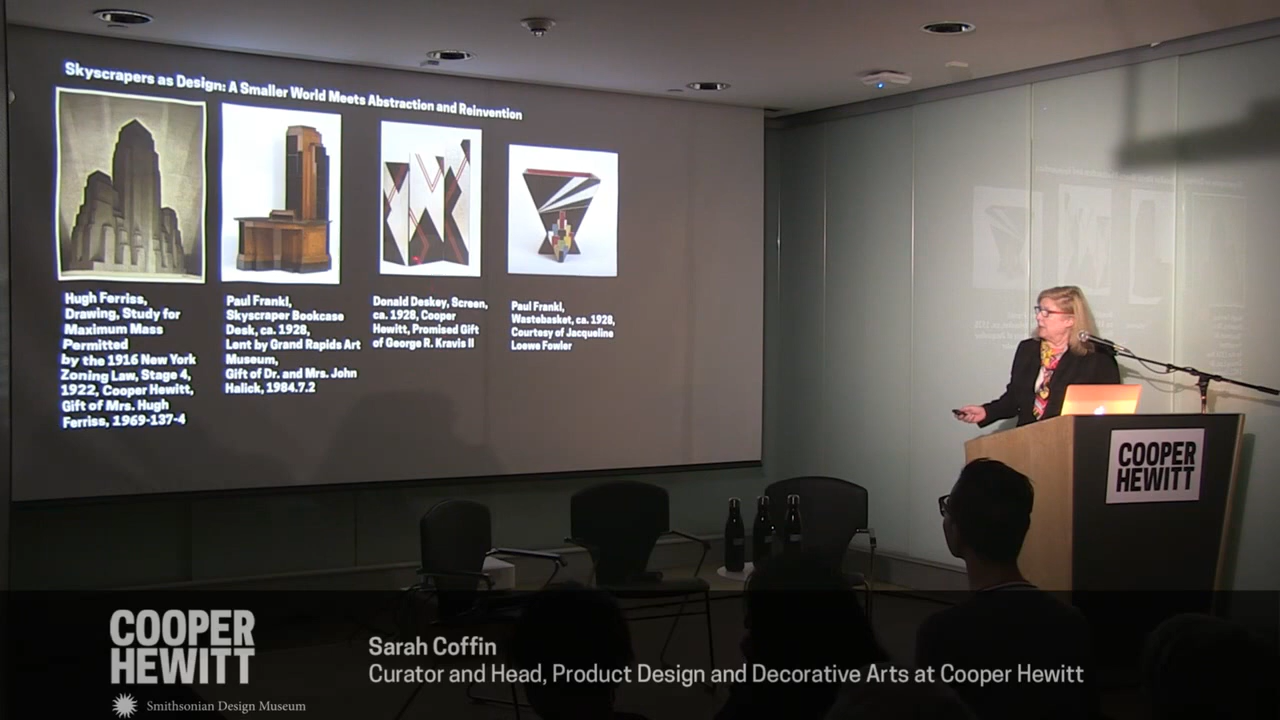 Skyscrapers as Design: A Smaller World Meets Abstraction and Reinvention
Hugh Ferriss,
Drawing, Study for
Maximum Mass
Permitted
by the 1916 New York
Zoning Law, Stage 4,
1922, Cooper Hewitt,
Gift of Mrs. Hugh
Ferriss, 1969-137-4
Paul Frankl,
Skyscraper Bookcase
Desk, ca. 1928,
Lent by Grand Rapids Art
Museum,
Gift of Dr. and Mrs. John
Halick, 1984.7.2
Donald Deskey, Screen,
ca. 1928, Cooper
Hewitt, Promised Gift
of George R. Kravis II
Paul Frankl,
Wastebasket, ca. 1928,
Courtesy of Jacqueline
Loewe Fowler
COOPER
HEWITT
COOPER
HEWITT
Smithsonian Design Museum
Sarah Coffin
Curator and Head, Product Design and Decorative Arts at Cooper Hewitt